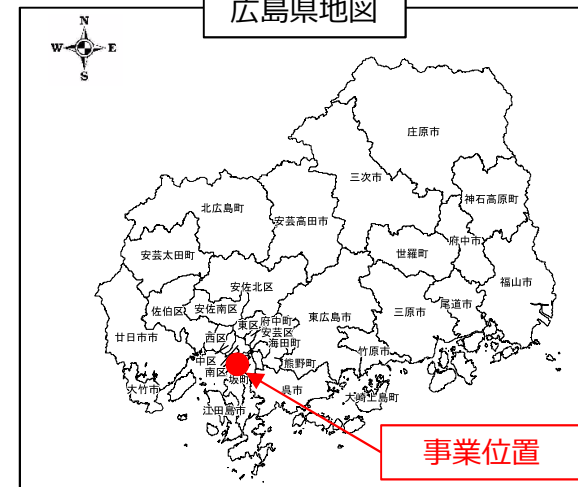 広島県地図
N
W E
S
庄原市
三次市
神石高原町
北広島町
安芸高田市
府中市
世羅町
安芸太田町
福山市
安佐北区
尾道市
佐伯区
安佐南区
東広島市
三原市
東区
府中町
安芸区
西区
海田町
廿日市市
竹原市
中区
熊野町
南区
坂町
大竹市
呉市
大崎上島町
江田島市
事業位置